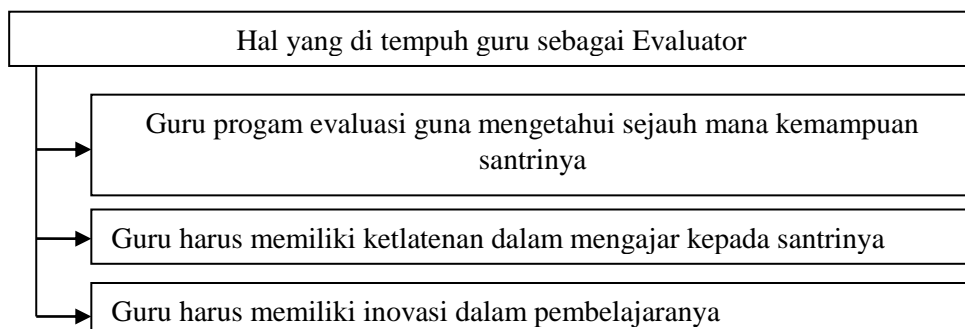 Hal yang di tempuh guru sebagai Evaluator
Guru progam evaluasi guna mengetahui sejauh mana kemampuan
santrinya
Guru harus memiliki ketlatenan dalam mengajar kepada santrinya
Guru harus memiliki inovasi dalam pembelajaranya